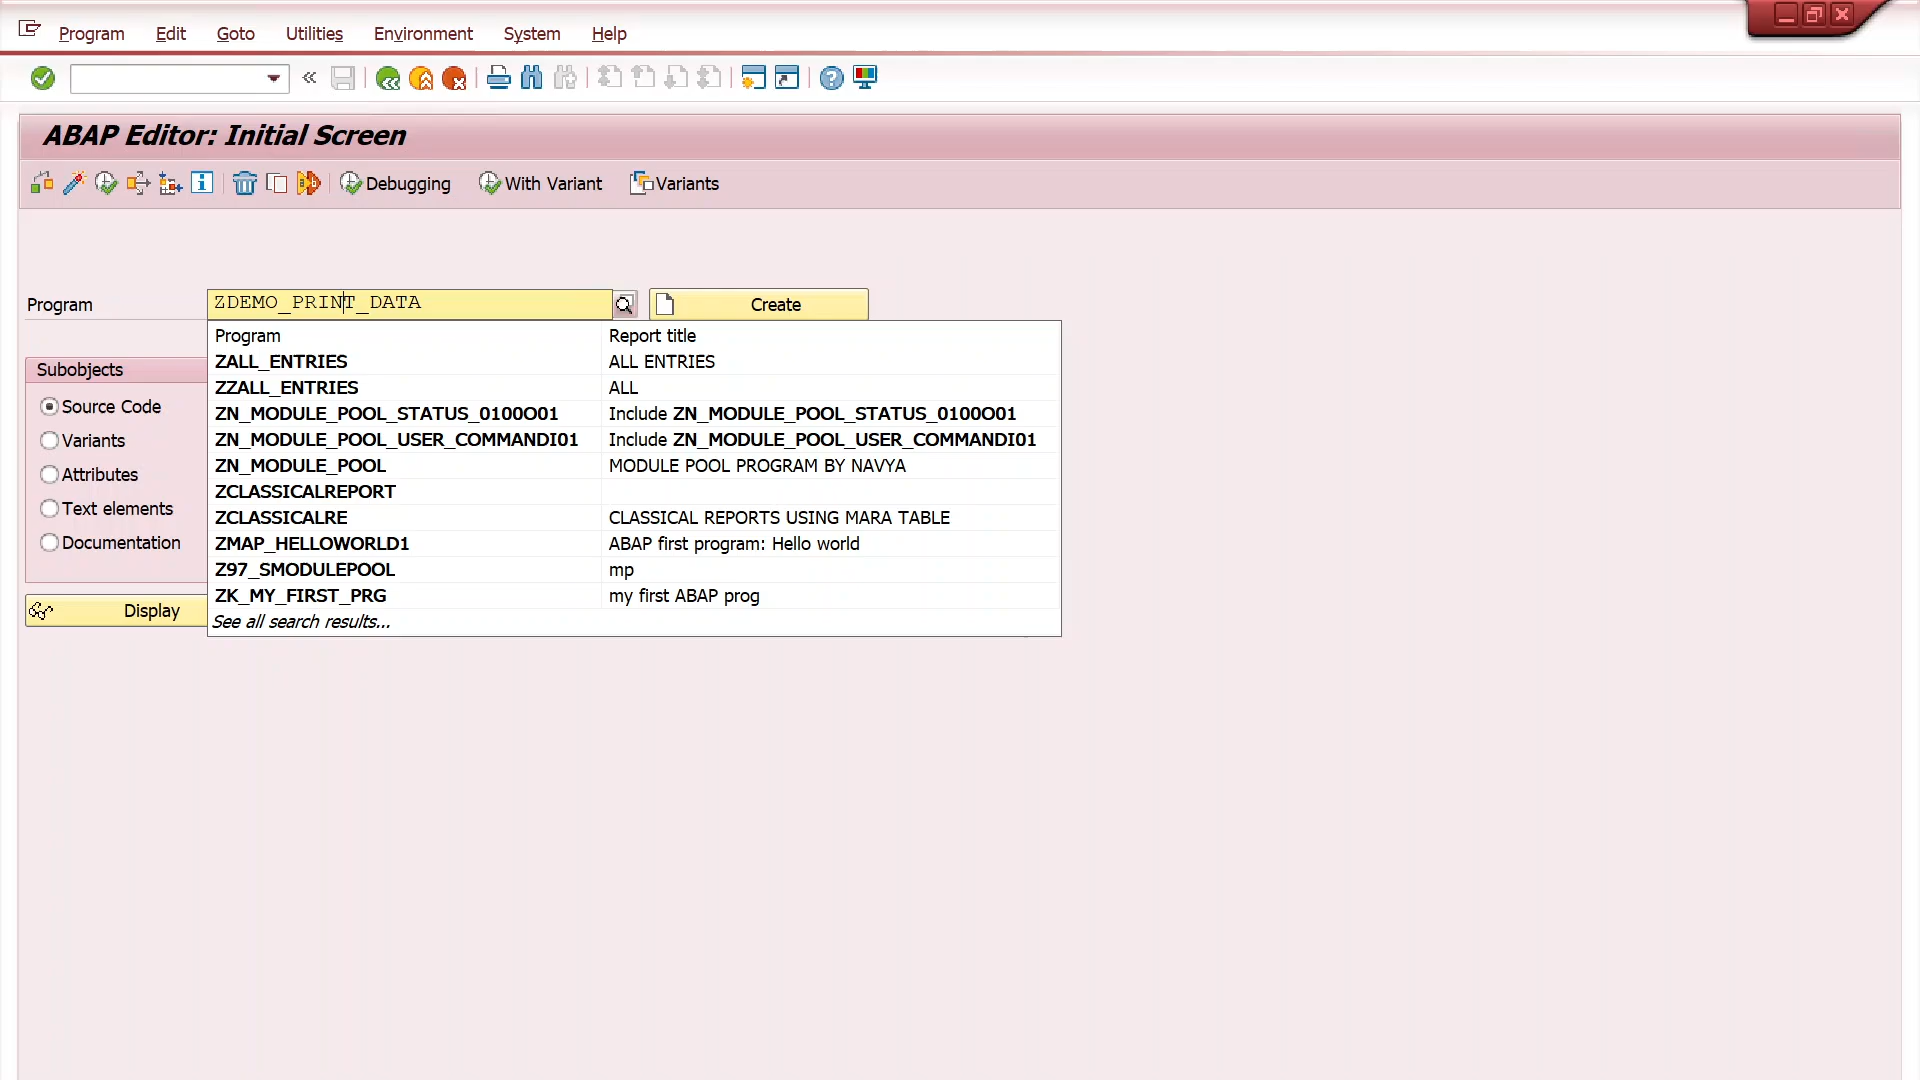 Program Edit Goto Utilities Environment System Help
ABAP Editor: Initial Screen
Debugging With Variant Variants
Program ZDEMO_PRINT_DATA Create
Program Report title
ZALL_ENTRIES ALL ENTRIES
ZZALL_ENTRIES ALL
ZN_MODULE_POOL_STATUS_0100O01 Include ZN_MODULE_POOL_STATUS_0100O01
ZN_MODULE_POOL_USER_COMMANDI01 Include ZN_MODULE_POOL_USER_COMMANDI01
ZN_MODULE_POOL MODULE POOL PROGRAM BY NAVYA
ZCLASSICALREPORT
ZCLASSICALRE CLASSICAL REPORTS USING MARA TABLE
ZMAP_HELLOWORLD1 ABAP first program: Hello world
Z97_SMODULEPOOL mp
ZK_MY_FIRST_PRG my first ABAP prog
See all search results...
Subobjects
Source Code
Variants
Attributes
Text elements
Documentation
Display